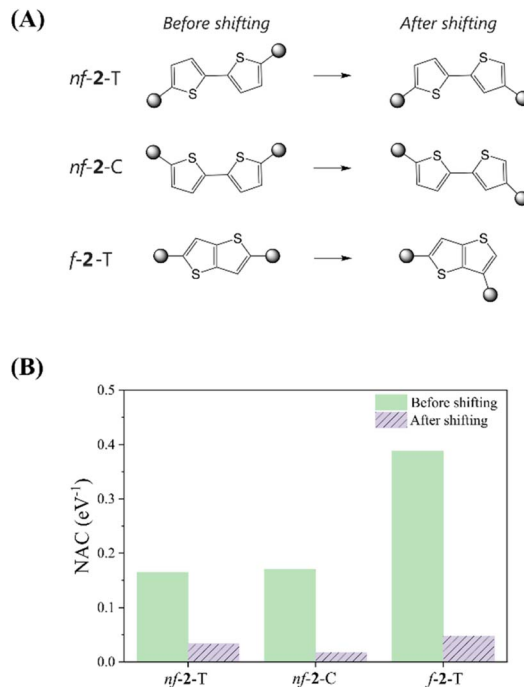 (A)
Before shifting After shifting
nf-2-T
S S S S
nf-2-C
S S S S
f-2-T
S S S S
(B)
0.5
Before shifting
After shifting
0.4
0.3
0.2
0.1
0.0
NAC (eV⁻¹)
nf-2-T nf-2-C f-2-T